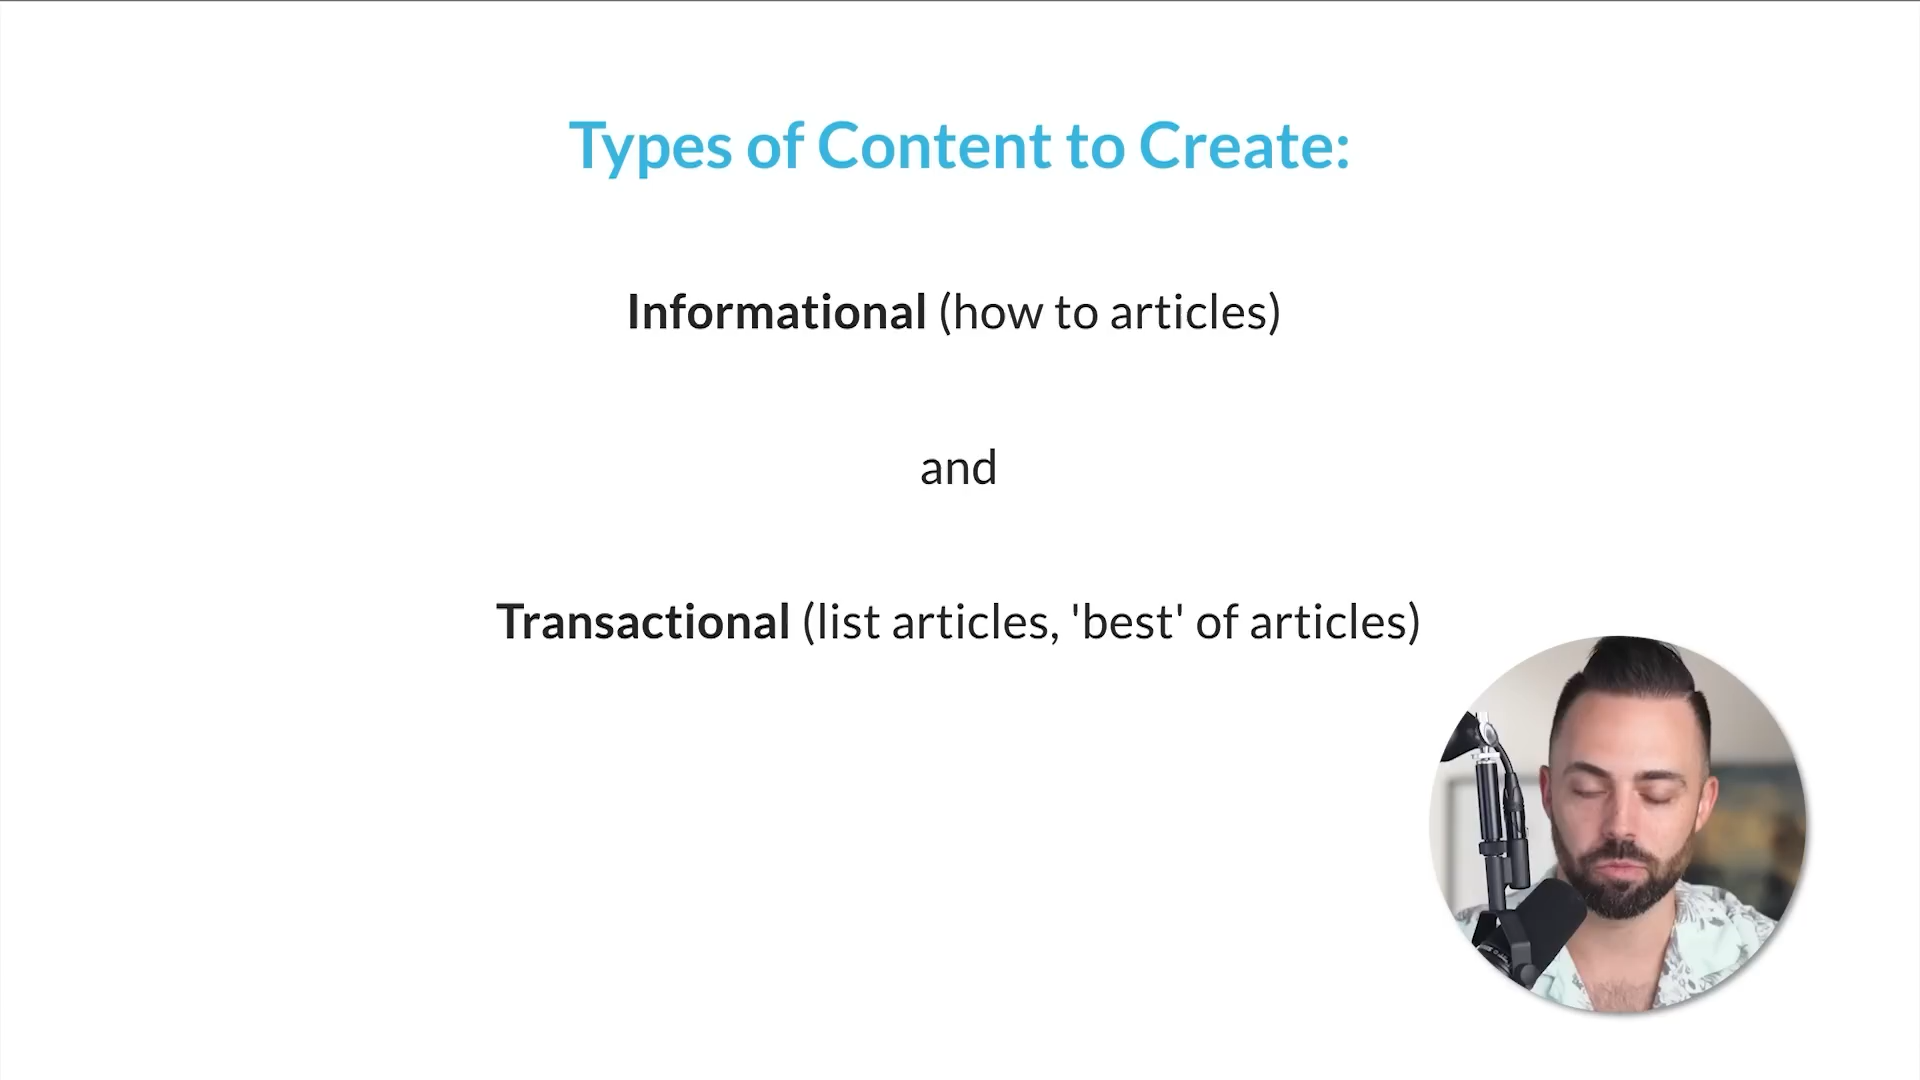 Types of Content to Create:
Informational (how to articles)
and
Transactional (list articles, 'best' of articles)